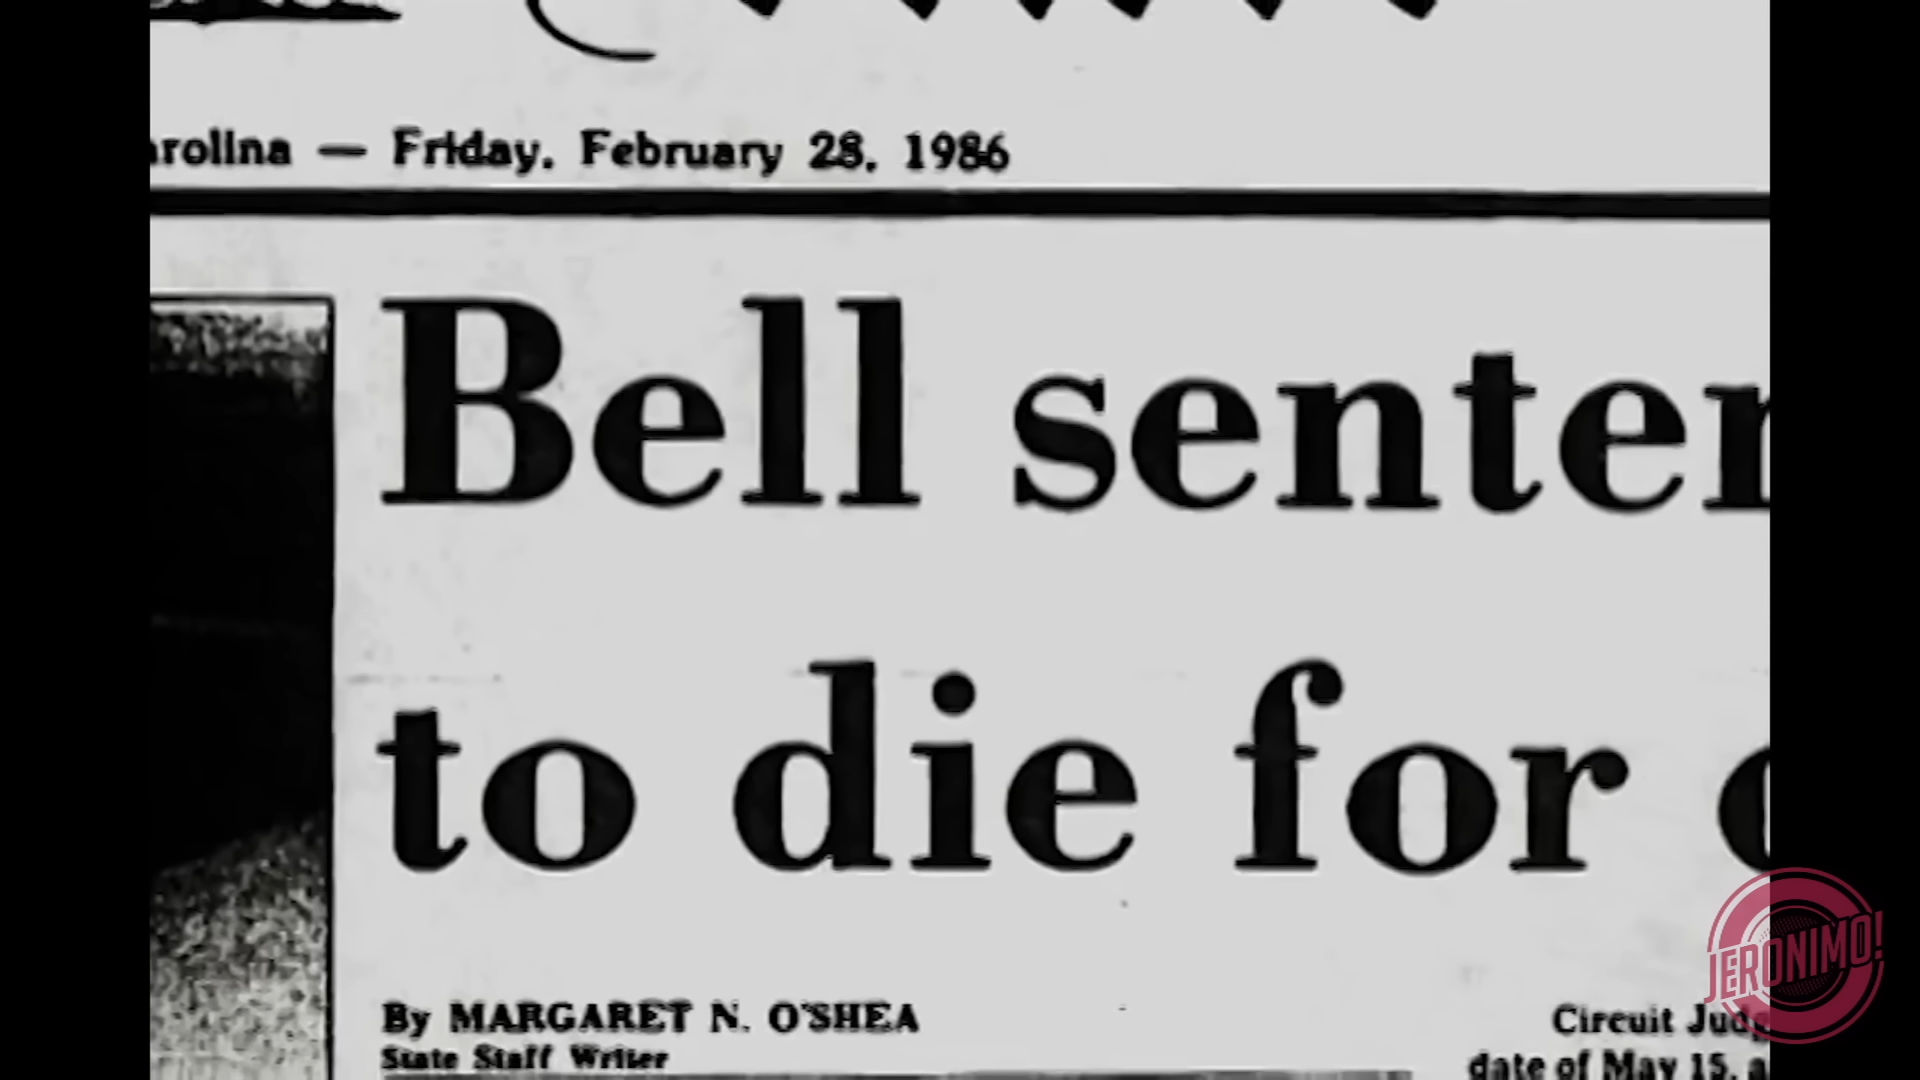 arolina — Friday, February 28, 1986
Bell senten
to die for
By MARGARET N. O'SHEA
State Staff Writer
Circuit Judg
date of May 15, a
JERONIMO!